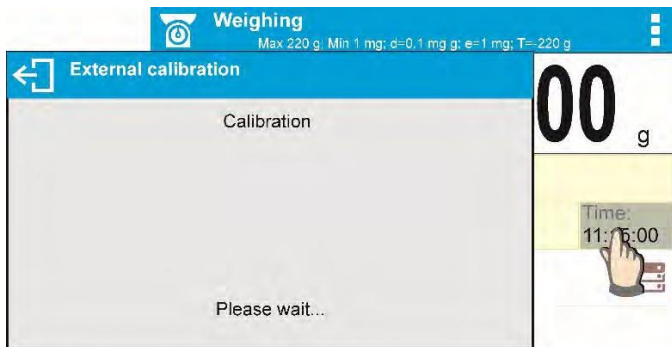 Weighing
Max 220 g; Min 1 mg; d=0,1 mg g; e=1 mg; T=-220 g
External calibration
Calibration
00 g
Time:
Please wait...